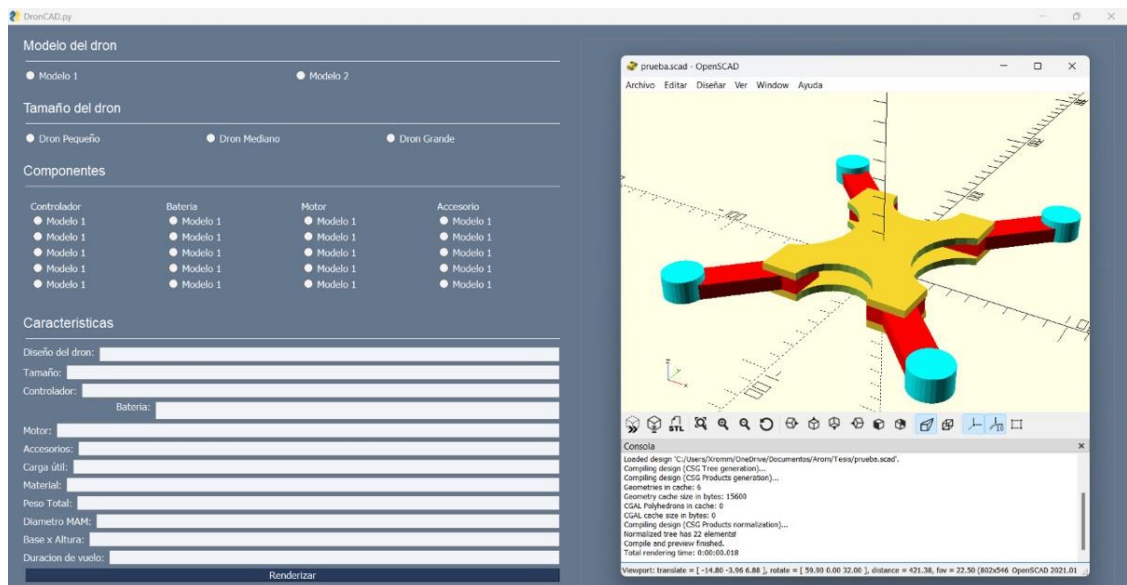 DronCAD.py
Modelo del dron
Modelo 1 Modelo 2
Tamaño del dron
Dron Pequeño Dron Mediano Dron Grande
Componentes
Controlador Bateria Motor Accesorio
Modelo 1 Modelo 1 Modelo 1 Modelo 1
Modelo 1 Modelo 1 Modelo 1 Modelo 1
Modelo 1 Modelo 1 Modelo 1 Modelo 1
Modelo 1 Modelo 1 Modelo 1 Modelo 1
Modelo 1 Modelo 1 Modelo 1 Modelo 1
Caracteristicas
Diseño del dron:
Tamaño:
Controlador:
Bateria:
Motor:
Accesorios:
Carga útil:
Material:
Peso Total:
Diametro MAM:
Base x Altura:
Duracion de vuelo:
Renderizar
prueba.scad - OpenSCAD
Archivo Editar Diseñar Ver Window Ayuda
z
y
x
STL
10
Consola
Loaded design 'C:/Users/Xromm/OneDrive/Documentos/Arom/Tesis/prueba.scad'.
Compiling design (CSG Tree generation)...
Compiling design (CSG Products generation)...
Geometries in cache: 6
Geometry cache size in bytes: 15600
CGAL Polyhedrons in cache: 0
CGAL cache size in bytes: 0
Compiling design (CSG Products normalization)...
Normalized tree has 22 elements!
Compile and preview finished.
Total rendering time: 0:00:00.018
Viewport: translate = [ -14.80 -3.96 6.88 ], rotate = [ 59.90 0.00 32.00 ], distance = 421.38, fov = 22.50 (802x546 OpenSCAD 2021.01